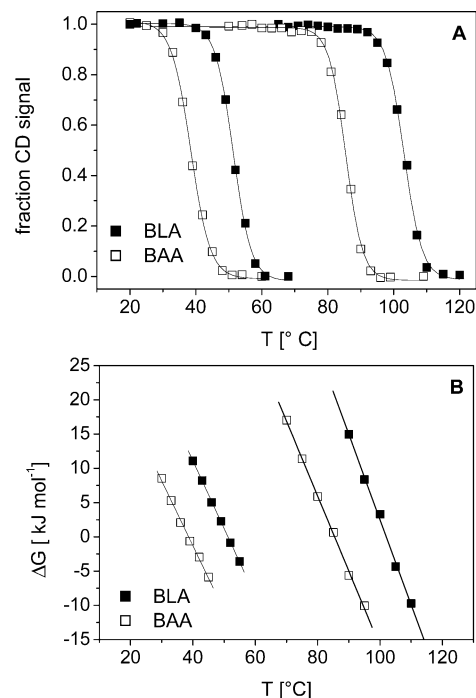 A
1.0
0.8
0.6
0.4
0.2
0.0
fraction CD signal
BLA
BAA
20 40 60 80 100 120
T [° C]
B
25
20
15
10
5
0
-5
-10
-15
ΔG [ kJ mol⁻¹]
BLA
BAA
20 40 60 80 100 120
T [°C]